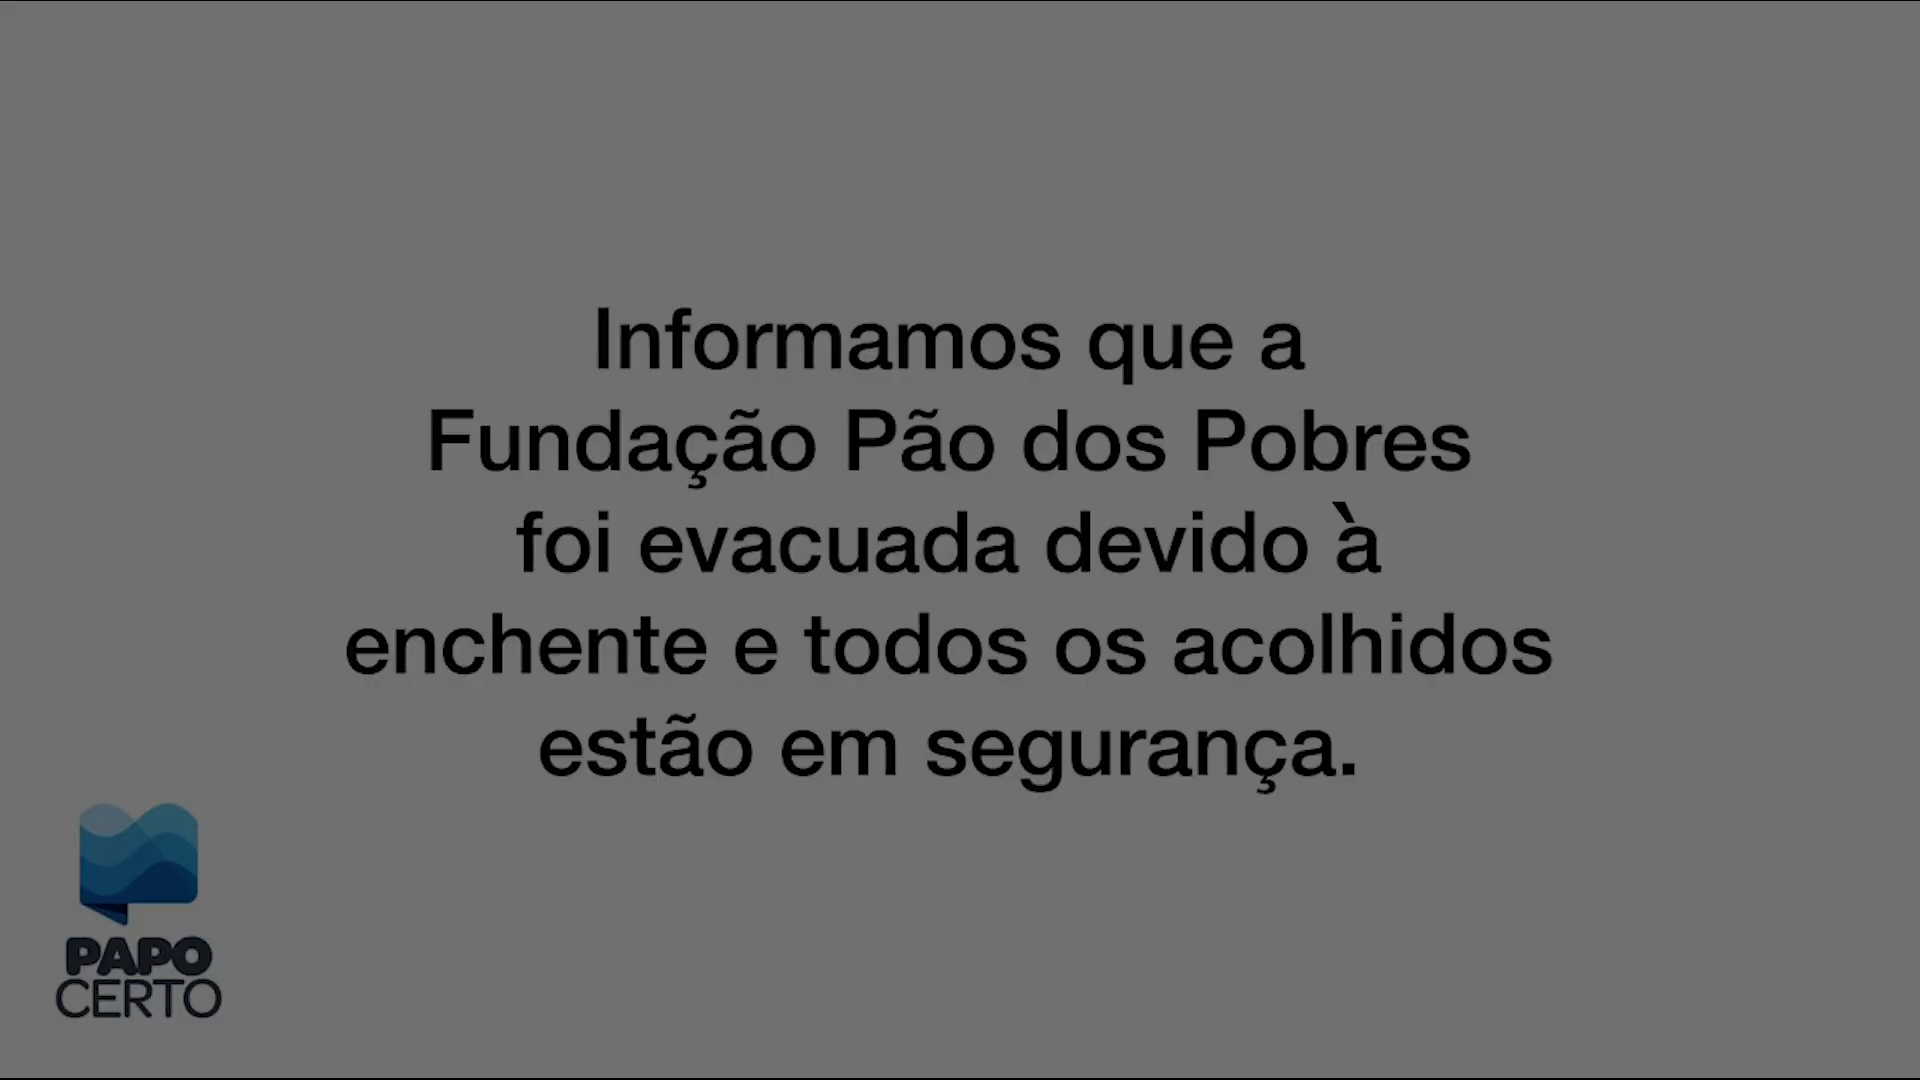 Informamos que a
Fundação Pão dos Pobres
foi evacuada devido à
enchente e todos os acolhidos
estão em segurança.
PAPO
CERTO